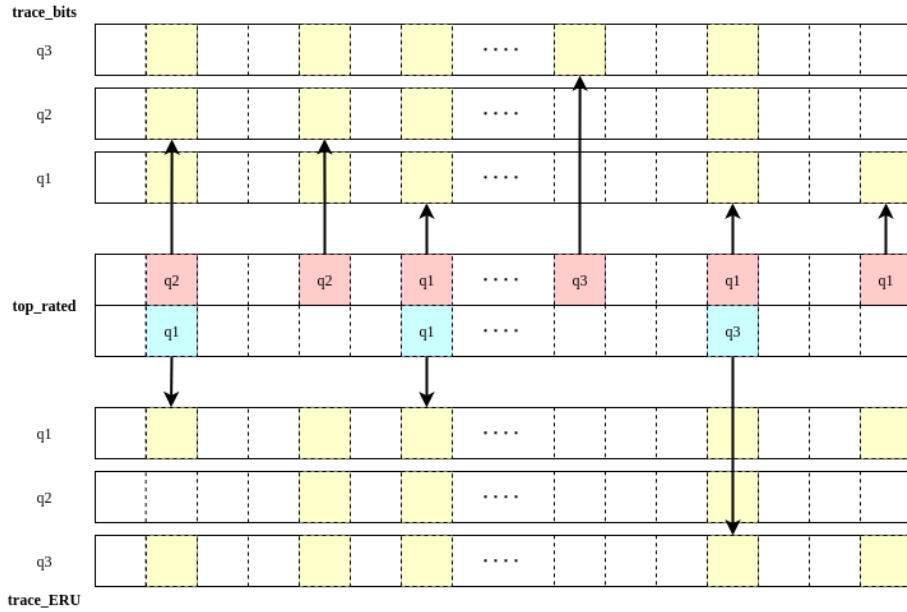 trace_bits
q3 ····
q2 ····
q1 ····
q2 q2 q1 ···· q3 q1 q1
top_rated
q1 q1 ···· q3
q1 ····
q2 ····
q3 ····
trace_ERU